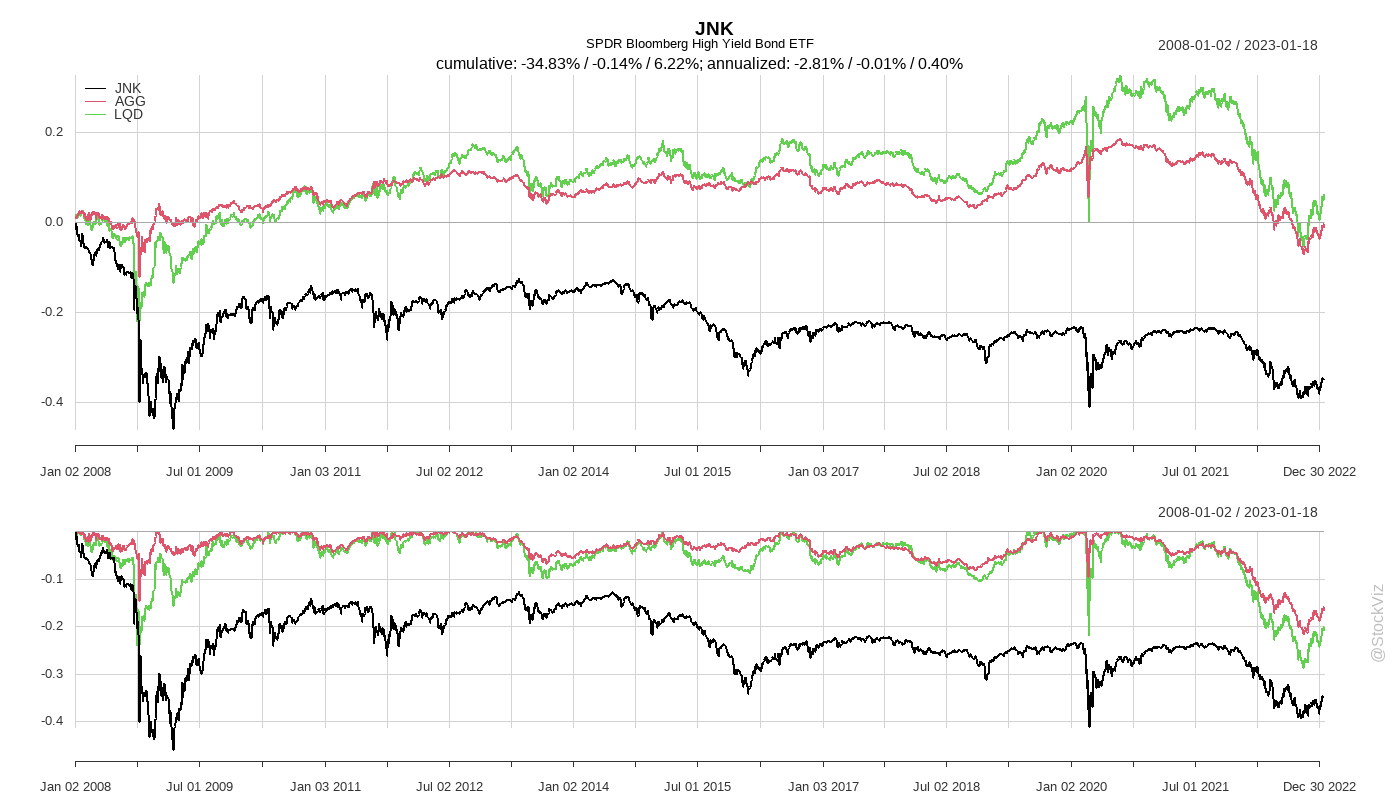 JNK
SPDR Bloomberg High Yield Bond ETF
2008-01-02 / 2023-01-18
cumulative: -34.83% / -0.14% / 6.22%; annualized: -2.81% / -0.01% / 0.40%
JNK
AGG
LQD
0.2
0.0
-0.2
-0.4
Jan 02 2008 Jul 01 2009 Jan 03 2011 Jul 02 2012 Jan 02 2014 Jul 01 2015 Jan 03 2017 Jul 02 2018 Jan 02 2020 Jul 01 2021 Dec 30 2022
2008-01-02 / 2023-01-18
-0.1
-0.2
-0.3
-0.4
@StockViz
Jan 02 2008 Jul 01 2009 Jan 03 2011 Jul 02 2012 Jan 02 2014 Jul 01 2015 Jan 03 2017 Jul 02 2018 Jan 02 2020 Jul 01 2021 Dec 30 2022